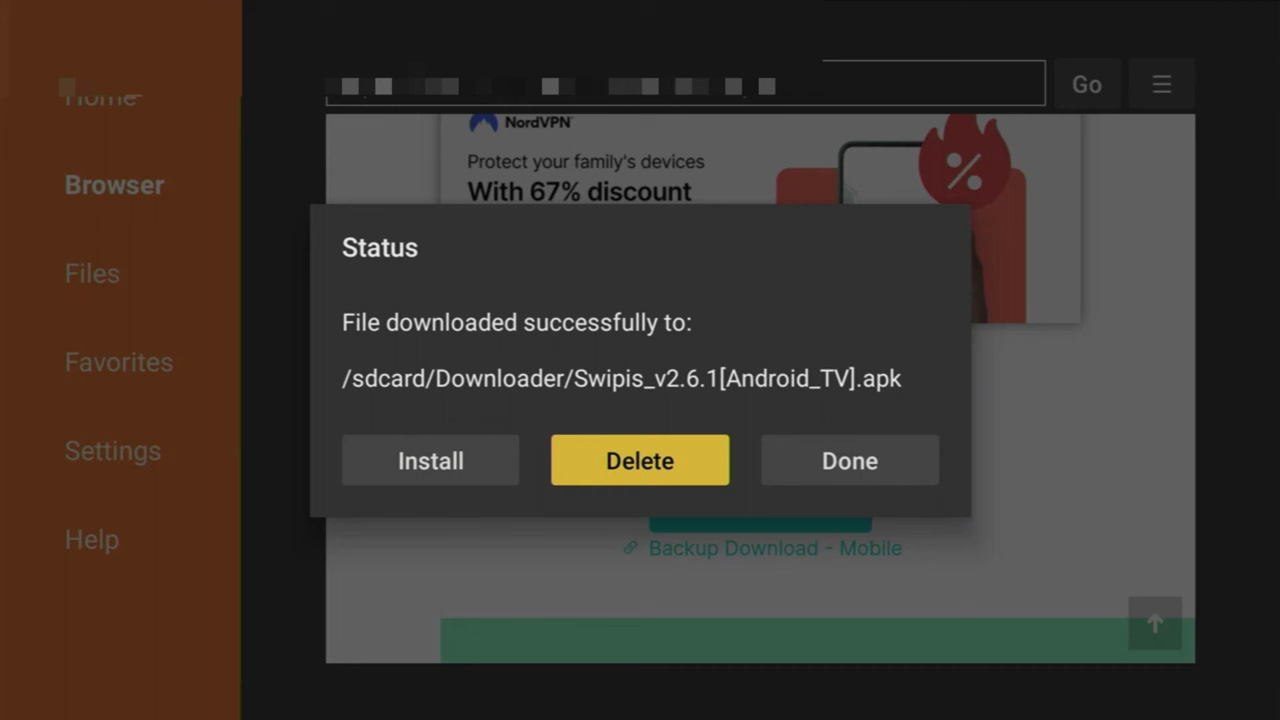 Home
Go
☰
Browser
NordVPN
Protect your family's devices
With 67% discount
Status
Files
File downloaded successfully to:
Favorites
/sdcard/Downloader/Swipis_v2.6.1[Android_TV].apk
Settings
Install
Delete
Done
Help
Backup Download - Mobile